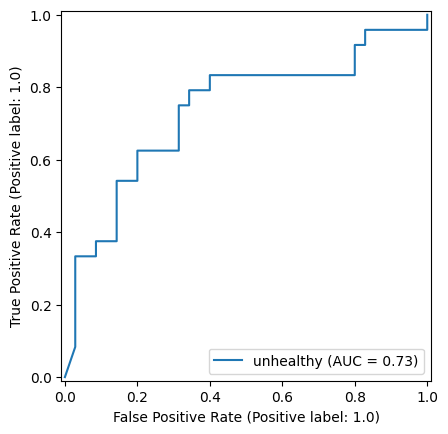 1.0
0.8
0.6
0.4
0.2
0.0
True Positive Rate (Positive label: 1.0)
unhealthy (AUC = 0.73)
0.0 0.2 0.4 0.6 0.8 1.0
False Positive Rate (Positive label: 1.0)